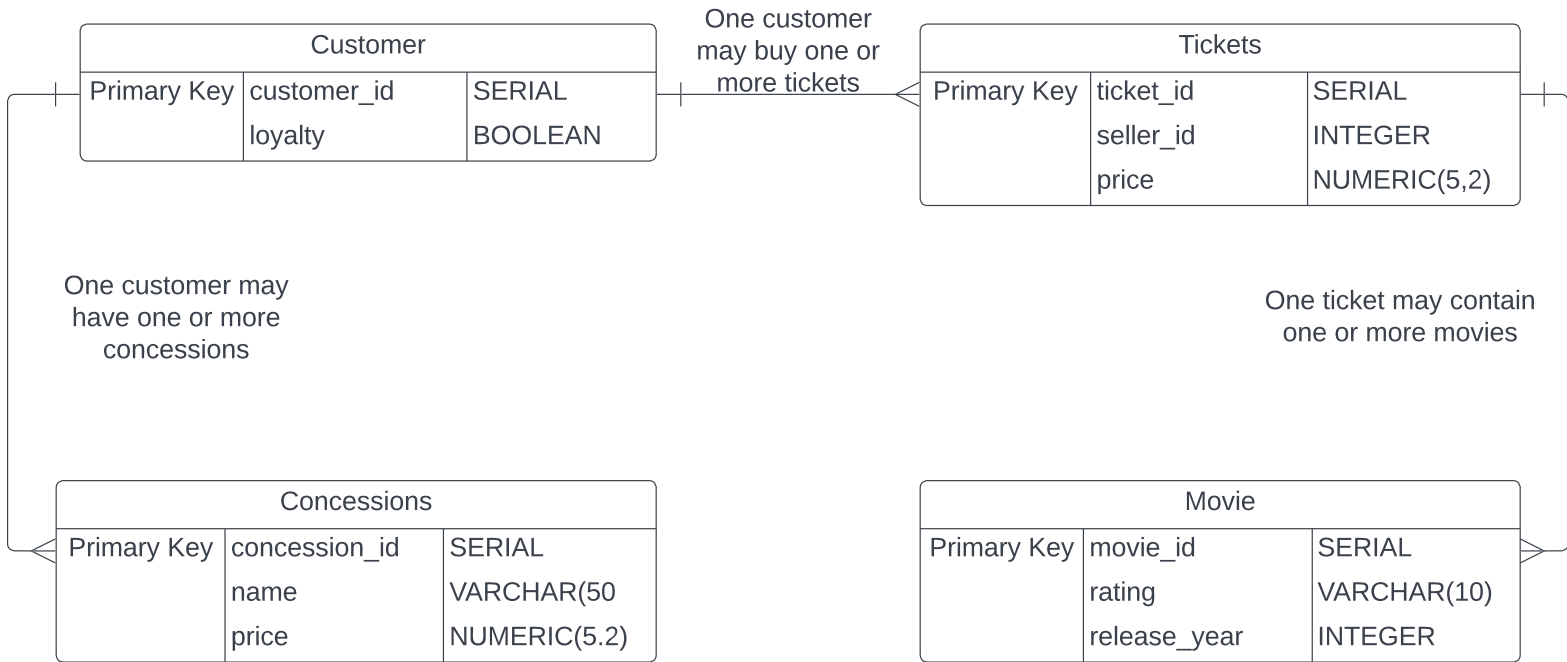 Customer
Primary Key customer_id SERIAL
loyalty BOOLEAN
One customer
may buy one or
more tickets
Tickets
Primary Key ticket_id SERIAL
seller_id INTEGER
price NUMERIC(5,2)
One customer may
have one or more
concessions
One ticket may contain
one or more movies
Concessions
Primary Key concession_id SERIAL
name VARCHAR(50
price NUMERIC(5.2)
Movie
Primary Key movie_id SERIAL
rating VARCHAR(10)
release_year INTEGER